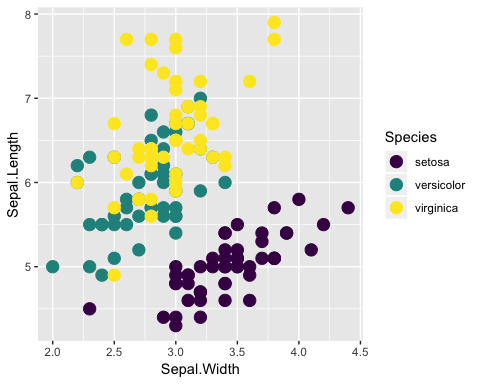 8
7
6
5
Sepal.Length
2.0 2.5 3.0 3.5 4.0 4.5
Sepal.Width
Species
setosa
versicolor
virginica